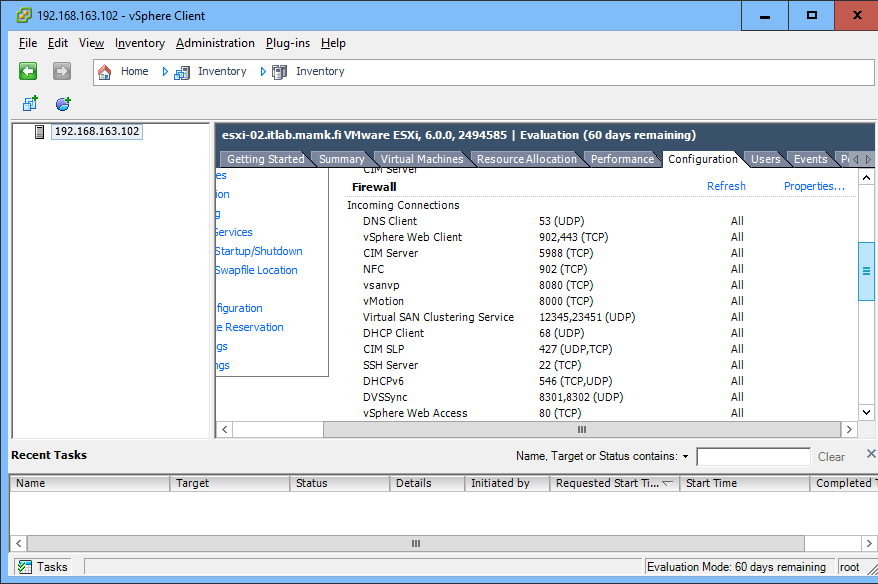 192.168.163.102 - vSphere Client
File Edit View Inventory Administration Plug-ins Help
Home Inventory Inventory
192.168.163.102
esxi-02.itlab.mamk.fi VMware ESXi, 6.0.0, 2494585 | Evaluation (60 days remaining)
Getting Started Summary Virtual Machines Resource Allocation Performance Configuration Users Events
CIM Server
es
Firewall Refresh Properties...
ion
Incoming Connections
g
DNS Client 53 (UDP) All
Services
vSphere Web Client 902,443 (TCP) All
Startup/Shutdown
CIM Server 5988 (TCP) All
Swapfile Location
NFC 902 (TCP) All
vsanvp 8080 (TCP) All
vMotion 8000 (TCP) All
figuration
Virtual SAN Clustering Service 12345,23451 (UDP) All
e Reservation
DHCP Client 68 (UDP) All
gs
CIM SLP 427 (UDP,TCP) All
ngs
SSH Server 22 (TCP) All
DHCPv6 546 (TCP,UDP) All
DVSSync 8301,8302 (UDP) All
vSphere Web Access 80 (TCP) All
Recent Tasks Name, Target or Status contains: Clear
Name Target Status Details Initiated by Requested Start Ti... Start Time Completed T
Tasks Evaluation Mode: 60 days remaining root